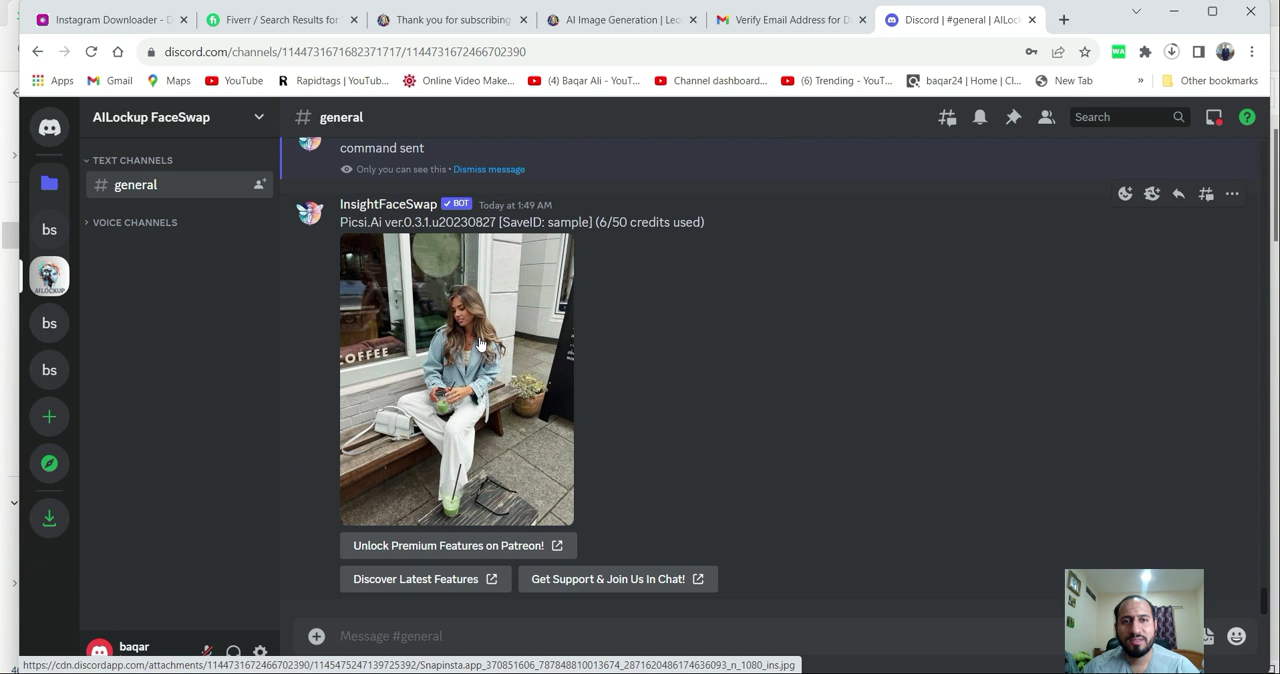 Instagram Downloader - D
Fiverr / Search Results for
Thank you for subscribing
AI Image Generation | Leo
Verify Email Address for D
Discord | #general | AILoc
discord.com/channels/1144731671682371717/1144731672466702390
Apps
Gmail
Maps
YouTube
Rapidtags | YouTub...
Online Video Make...
(4) Baqar Ali - YouT...
Channel dashboard...
(6) Trending - YouT...
baqar24 | Home | Cl...
New Tab
»
Other bookmarks
AILockup FaceSwap
# general
Search
TEXT CHANNELS
# general
VOICE CHANNELS
bs
AILOCKUP
bs
bs
command sent
Only you can see this • Dismiss message
InsightFaceSwap BOT Today at 1:49 AM
Picsi.Ai ver.0.3.1.u20230827 [SaveID: sample] (6/50 credits used)
COFFEE
Unlock Premium Features on Patreon!
Discover Latest Features
Get Support & Join Us In Chat!
Message #general
baqar
https://cdn.discordapp.com/attachments/1144731672466702390/1145475247139725392/Snapinsta.app_370851606_787848810013674_2871620486174636093_n_1080_ins.jpg